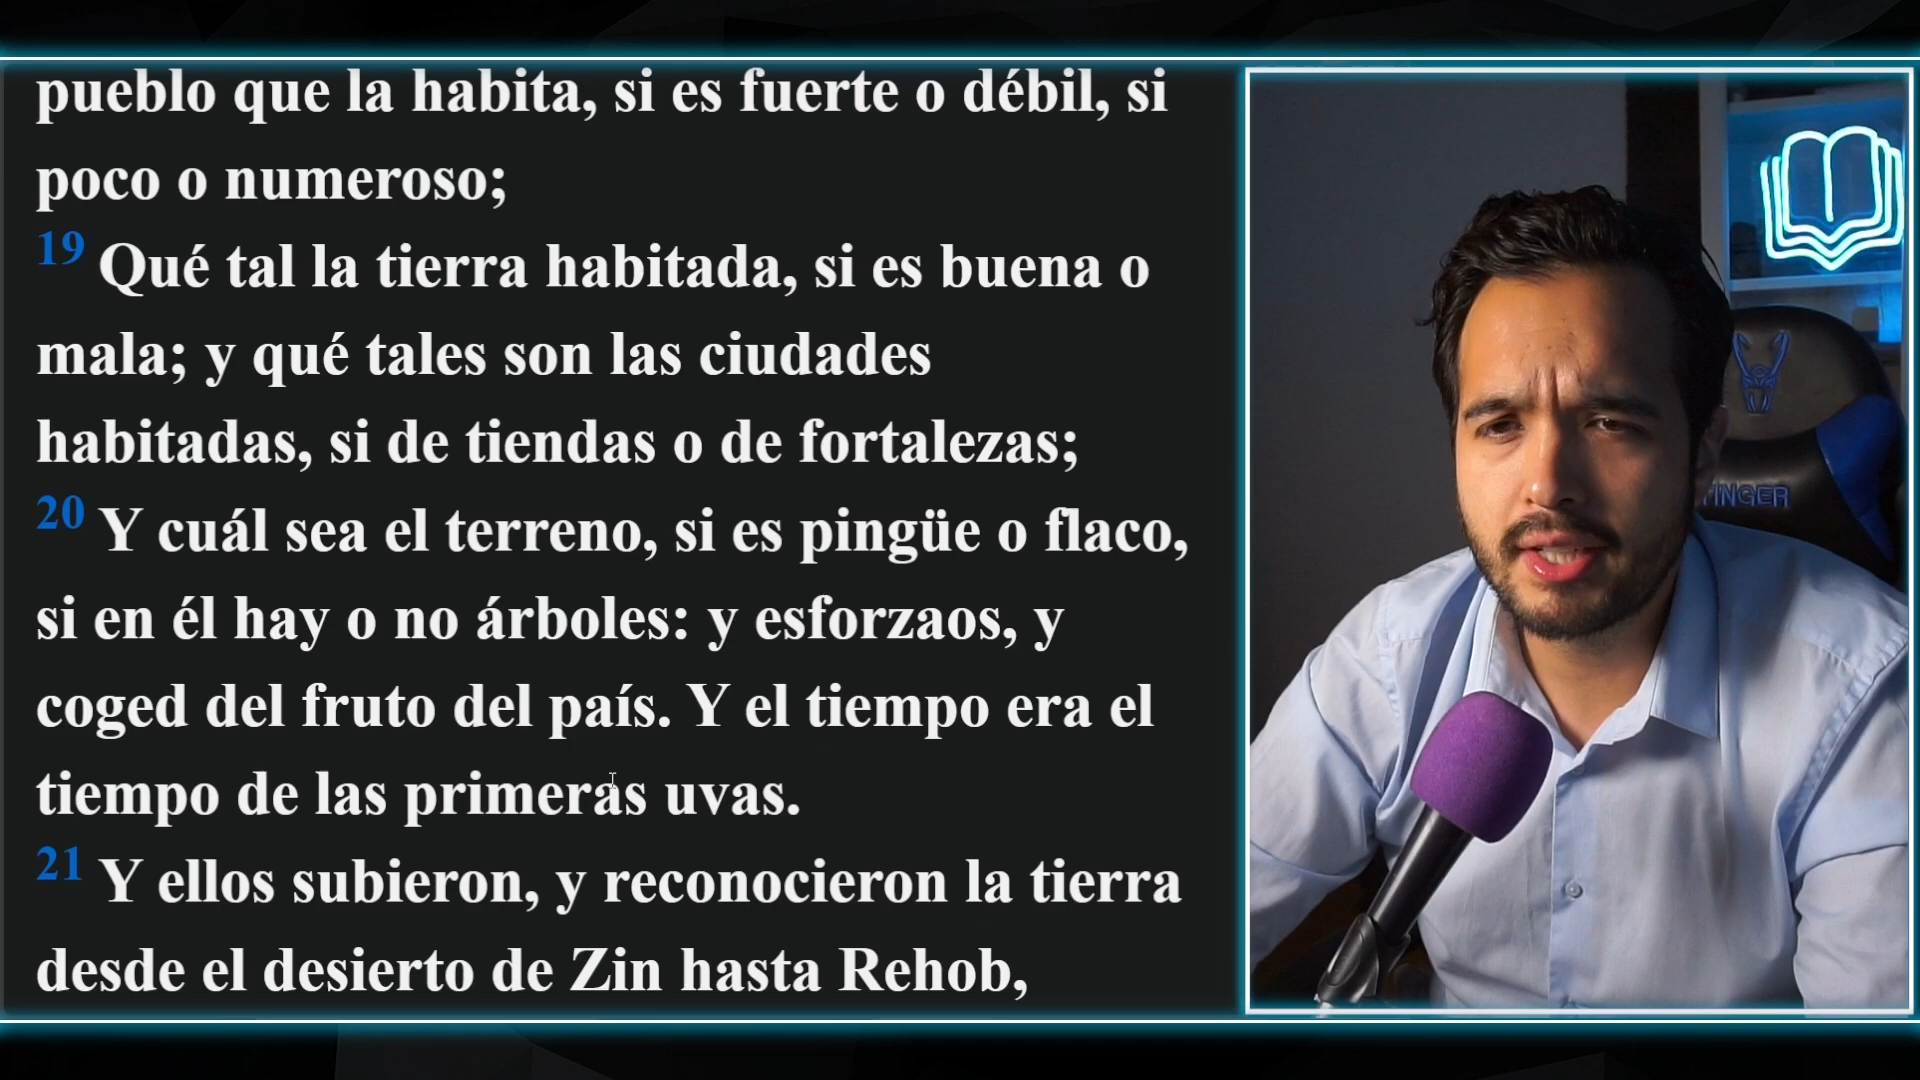 pueblo que la habita, si es fuerte o débil, si
poco o numeroso;
19 Qué tal la tierra habitada, si es buena o
mala; y qué tales son las ciudades
habitadas, si de tiendas o de fortalezas;
20 Y cuál sea el terreno, si es pingüe o flaco,
si en él hay o no árboles: y esforzaos, y
coged del fruto del país. Y el tiempo era el
tiempo de las primeras uvas.
21 Y ellos subieron, y reconocieron la tierra
desde el desierto de Zin hasta Rehob,